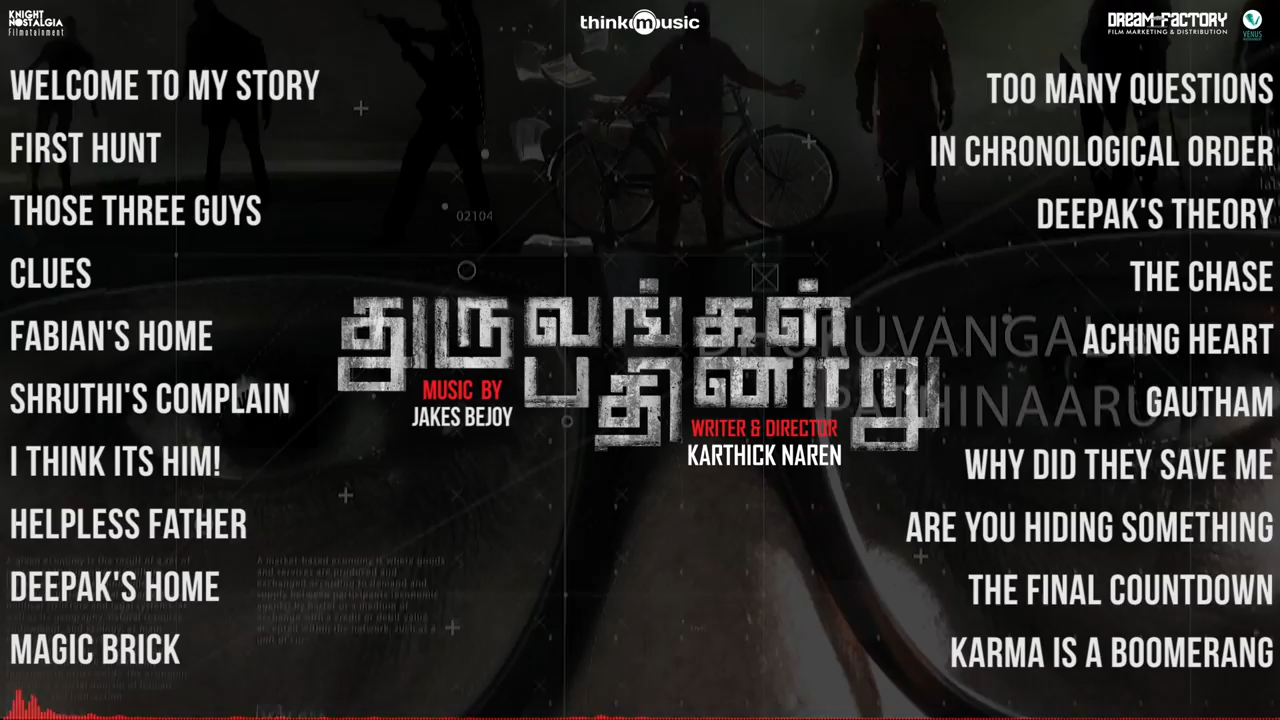 KNIGHT
NOSTALGIA
Filmotainment
think music
DREAM FACTORY
FILM MARKETING & DISTRIBUTION
VENUS
WELCOME TO MY STORY
FIRST HUNT
THOSE THREE GUYS
CLUES
FABIAN'S HOME
SHRUTHI'S COMPLAIN
I THINK ITS HIM!
HELPLESS FATHER
DEEPAK'S HOME
MAGIC BRICK
02104
துருவங்கள்
பதினாறு
MUSIC BY
JAKES BEJOY
WRITER & DIRECTOR
KARTHICK NAREN
DHURUVANGAL
PATHINAARU
TOO MANY QUESTIONS
IN CHRONOLOGICAL ORDER
DEEPAK'S THEORY
THE CHASE
ACHING HEART
GAUTHAM
WHY DID THEY SAVE ME
ARE YOU HIDING SOMETHING
THE FINAL COUNTDOWN
KARMA IS A BOOMERANG